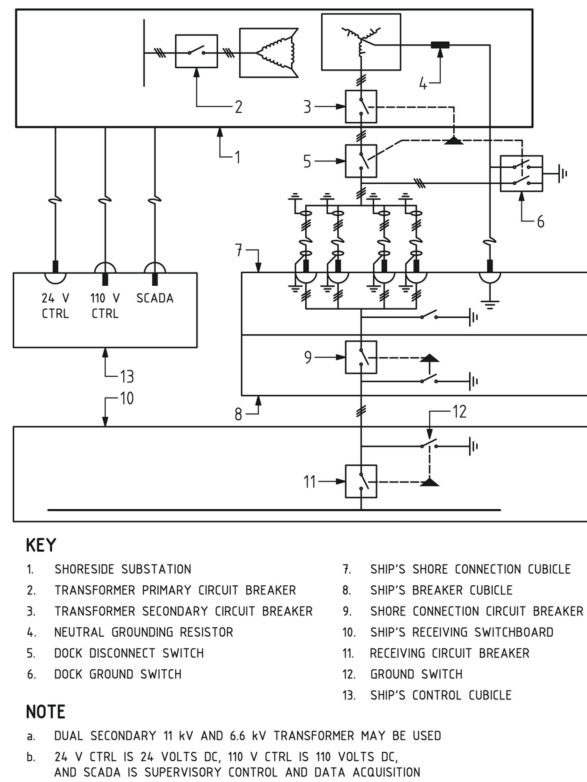 2
3
4
1
5
6
7
24 V CTRL
110 V CTRL
SCADA
13
9
10
8
12
11
KEY
1. SHORESIDE SUBSTATION
2. TRANSFORMER PRIMARY CIRCUIT BREAKER
3. TRANSFORMER SECONDARY CIRCUIT BREAKER
4. NEUTRAL GROUNDING RESISTOR
5. DOCK DISCONNECT SWITCH
6. DOCK GROUND SWITCH
7. SHIP'S SHORE CONNECTION CUBICLE
8. SHIP'S BREAKER CUBICLE
9. SHORE CONNECTION CIRCUIT BREAKER
10. SHIP'S RECEIVING SWITCHBOARD
11. RECEIVING CIRCUIT BREAKER
12. GROUND SWITCH
13. SHIP'S CONTROL CUBICLE
NOTE
a. DUAL SECONDARY 11 kV AND 6.6 kV TRANSFORMER MAY BE USED
b. 24 V CTRL IS 24 VOLTS DC, 110 V CTRL IS 110 VOLTS DC,
AND SCADA IS SUPERVISORY CONTROL AND DATA ACQUISITION